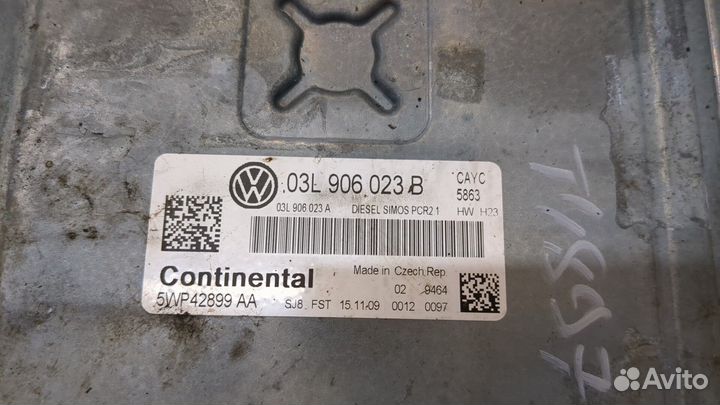 03L 906 023 B
CAYC
5863
03L 906 023 A DIESEL SIMOS PCR2 1 HW H23
Continental
Made in Czech.Rep.
5WP42899 AA
02 9464
SJ8 FST 15.11.09 0012 0097
Avito